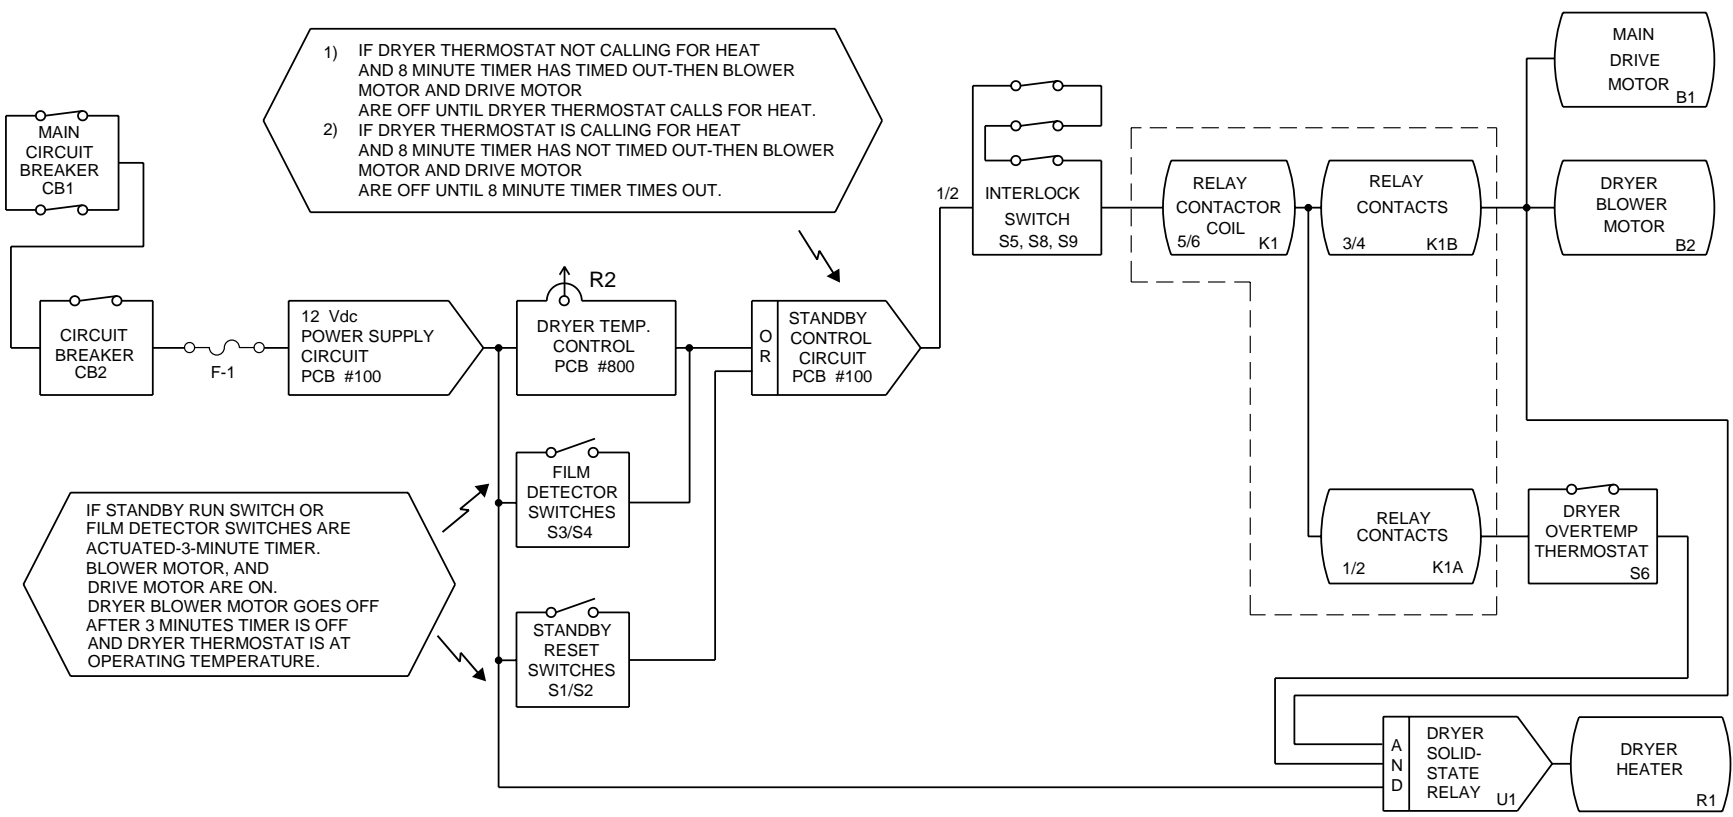 1) IF DRYER THERMOSTAT NOT CALLING FOR HEAT
AND 8 MINUTE TIMER HAS TIMED OUT-THEN BLOWER
MOTOR AND DRIVE MOTOR
ARE OFF UNTIL DRYER THERMOSTAT CALLS FOR HEAT.
2) IF DRYER THERMOSTAT IS CALLING FOR HEAT
AND 8 MINUTE TIMER HAS NOT TIMED OUT-THEN BLOWER
MOTOR AND DRIVE MOTOR
ARE OFF UNTIL 8 MINUTE TIMER TIMES OUT.
MAIN
CIRCUIT
BREAKER
CB1
CIRCUIT
BREAKER
CB2
F-1
12 Vdc
POWER SUPPLY
CIRCUIT
PCB #100
R2
DRYER TEMP.
CONTROL
PCB #800
FILM
DETECTOR
SWITCHES
S3/S4
STANDBY
RESET
SWITCHES
S1/S2
IF STANDBY RUN SWITCH OR
FILM DETECTOR SWITCHES ARE
ACTUATED-3-MINUTE TIMER.
BLOWER MOTOR, AND
DRIVE MOTOR ARE ON.
DRYER BLOWER MOTOR GOES OFF
AFTER 3 MINUTES TIMER IS OFF
AND DRYER THERMOSTAT IS AT
OPERATING TEMPERATURE.
O
R
STANDBY
CONTROL
CIRCUIT
PCB #100
1/2
INTERLOCK
SWITCH
S5, S8, S9
RELAY
CONTACTOR
COIL
5/6 K1
RELAY
CONTACTS
3/4 K1B
MAIN
DRIVE
MOTOR
B1
DRYER
BLOWER
MOTOR
B2
RELAY
CONTACTS
1/2 K1A
DRYER
OVERTEMP
THERMOSTAT
S6
A
N
D
DRYER
SOLID-
STATE
RELAY
U1
DRYER
HEATER
R1